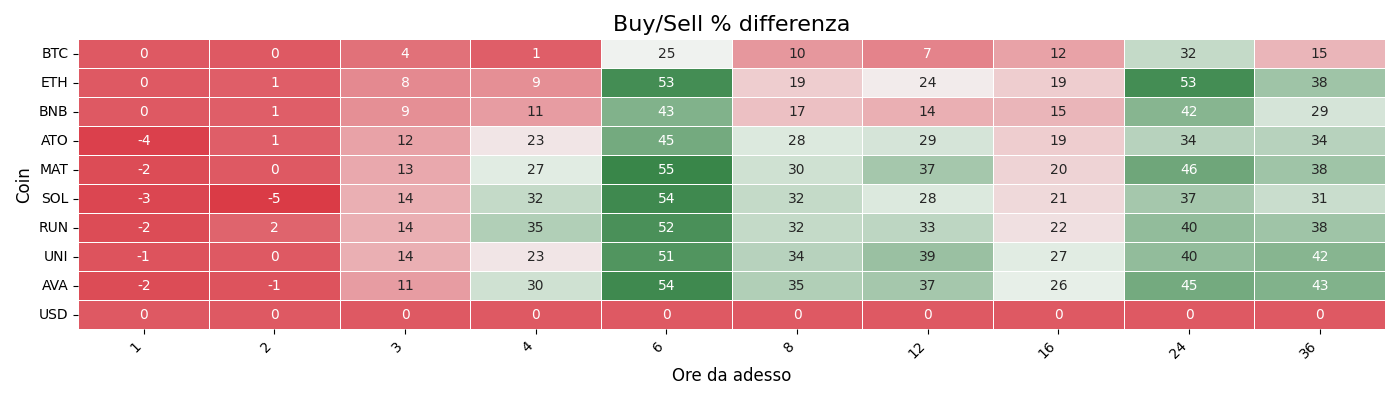 Buy/Sell % differenza
Coin
BTC 0 0 4 1 25 10 7 12 32 15
ETH 0 1 8 9 53 19 24 19 53 38
BNB 0 1 9 11 43 17 14 15 42 29
ATO -4 1 12 23 45 28 29 19 34 34
MAT -2 0 13 27 55 30 37 20 46 38
SOL -3 -5 14 32 54 32 28 21 37 31
RUN -2 2 14 35 52 32 33 22 40 38
UNI -1 0 14 23 51 34 39 27 40 42
AVA -2 -1 11 30 54 35 37 26 45 43
USD 0 0 0 0 0 0 0 0 0 0
1 2 3 4 6 8 12 16 24 36
Ore da adesso